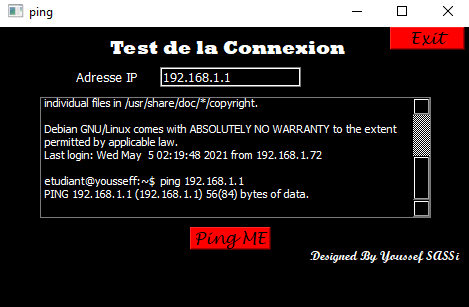 ping
Exit
Test de la Connexion
Adresse IP 192.168.1.1
individual files in /usr/share/doc/*/copyright.
Debian GNU/Linux comes with ABSOLUTELY NO WARRANTY to the extent
permitted by applicable law.
Last login: Wed May  5 02:19:48 2021 from 192.168.1.72
etudiant@yousseff:~$ ping 192.168.1.1
PING 192.168.1.1 (192.168.1.1) 56(84) bytes of data.
Ping ME
Designed By Youssef SASSi